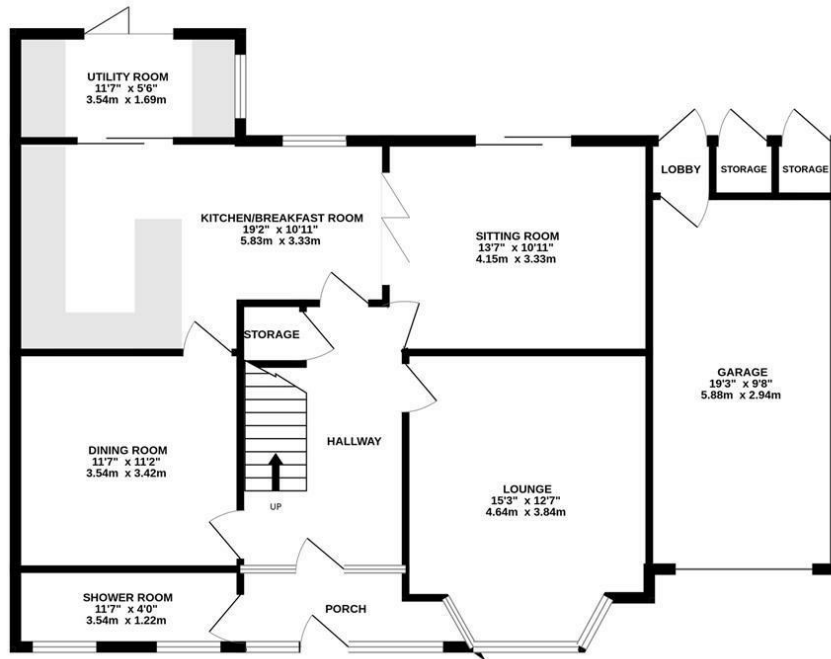 UTILITY ROOM
11'7" x 5'6"
3.54m x 1.69m
KITCHEN/BREAKFAST ROOM
19'2" x 10'11"
5.83m x 3.33m
SITTING ROOM
13'7" x 10'11"
4.15m x 3.33m
LOBBY
STORAGE
STORAGE
STORAGE
GARAGE
19'3" x 9'8"
5.88m x 2.94m
DINING ROOM
11'7" x 11'2"
3.54m x 3.42m
HALLWAY
UP
LOUNGE
15'3" x 12'7"
4.64m x 3.84m
SHOWER ROOM
11'7" x 4'0"
3.54m x 1.22m
PORCH